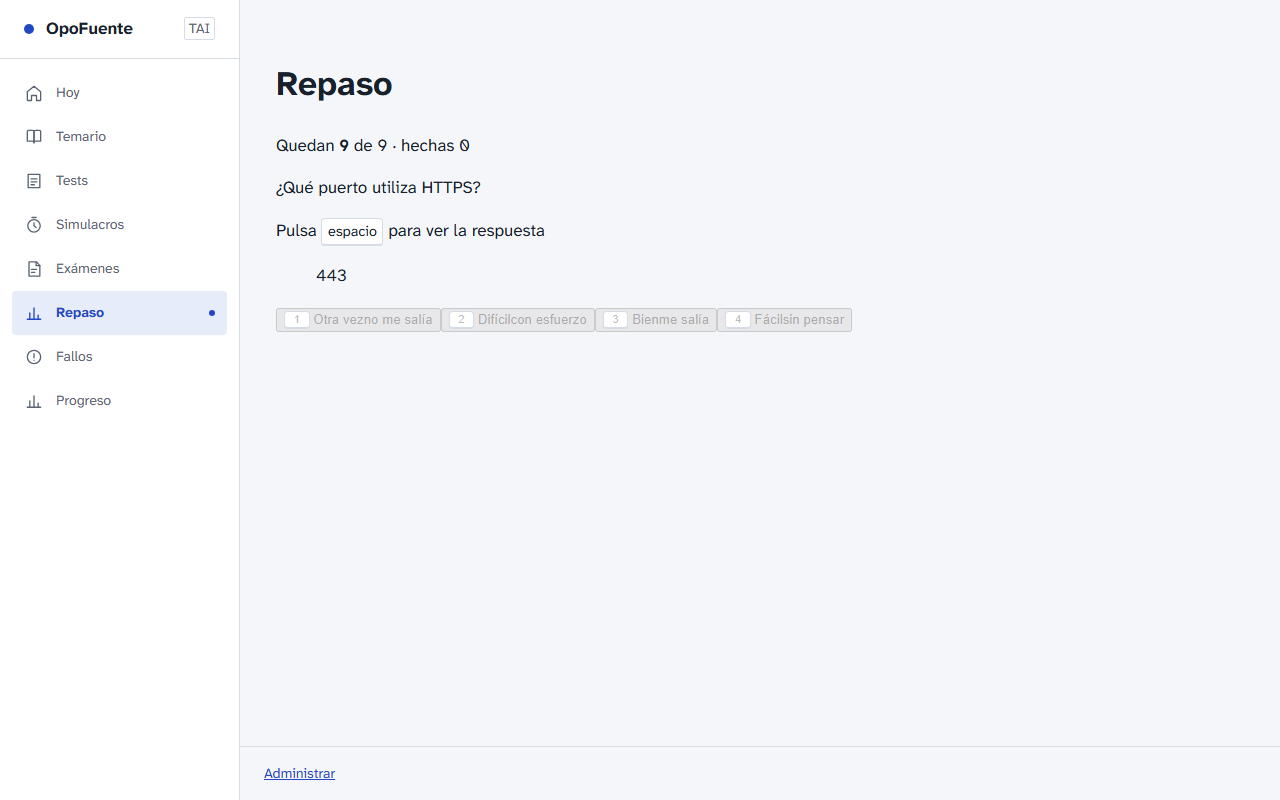 OpoFuente TAI
Hoy
Temario
Tests
Simulacros
Exámenes
Repaso
Fallos
Progreso
Repaso
Quedan 9 de 9 · hechas 0
¿Qué puerto utiliza HTTPS?
Pulsa espacio para ver la respuesta
443
1 Otra vezno me salía 2 Difícilcon esfuerzo 3 Bienme salía 4 Fácilsin pensar
Administrar